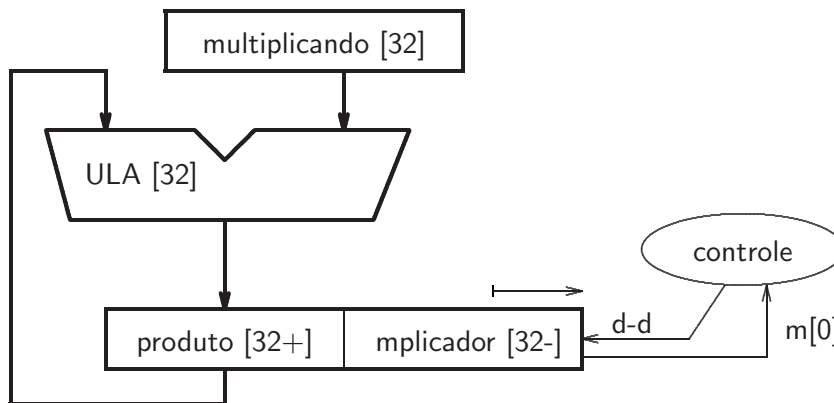 multiplicando [32]
ULA [32]
controle
produto [32+]
mplicador [32-]
d-d
m[0]